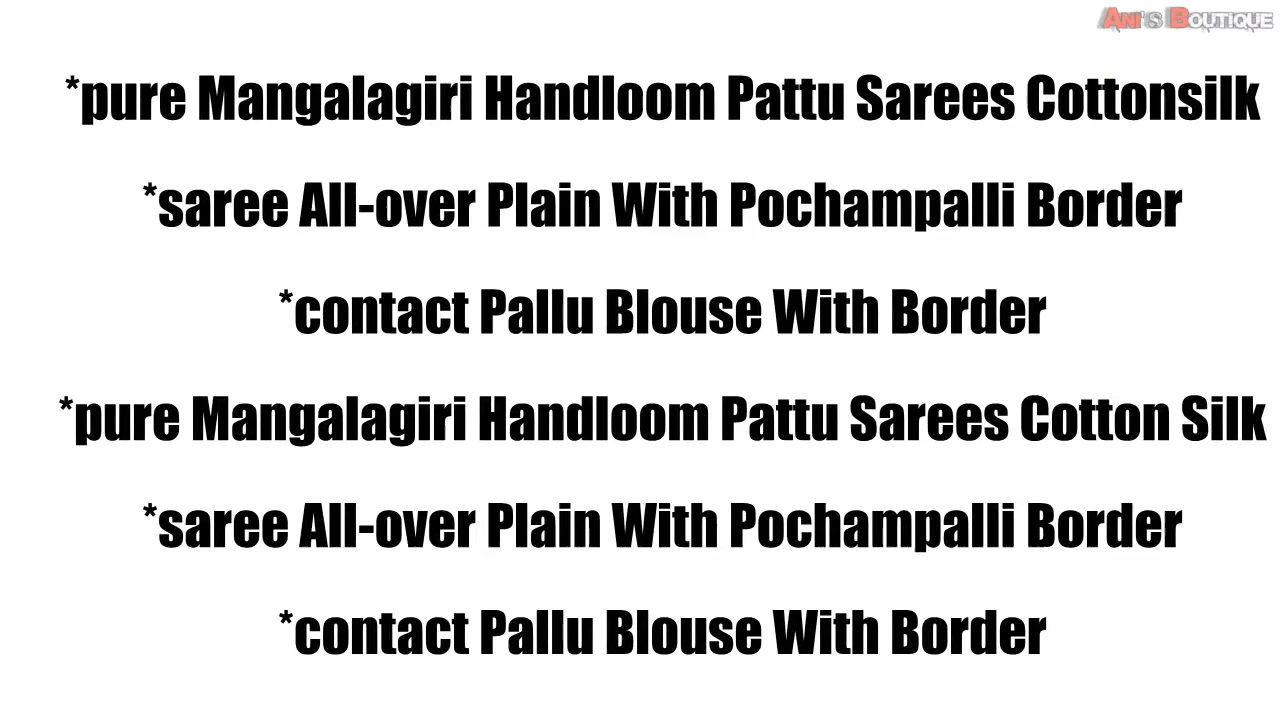 ANI'S BOUTIQUE
*pure Mangalagiri Handloom Pattu Sarees Cottonsilk
*saree All-over Plain With Pochampalli Border
*contact Pallu Blouse With Border
*pure Mangalagiri Handloom Pattu Sarees Cotton Silk
*saree All-over Plain With Pochampalli Border
*contact Pallu Blouse With Border